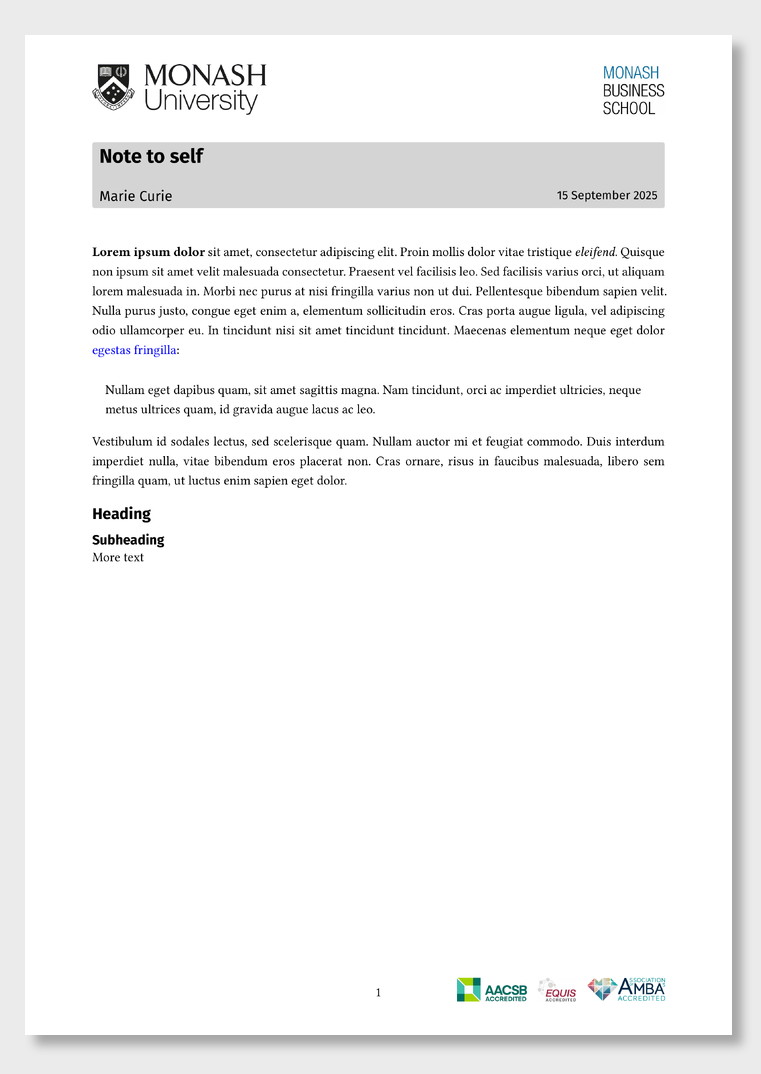 MONASH
University
MONASH
BUSINESS
SCHOOL
Note to self
Marie Curie
15 September 2025
Lorem ipsum dolor sit amet, consectetur adipiscing elit. Proin mollis dolor vitae tristique eleifend. Quisque
non ipsum sit amet velit malesuada consectetur. Praesent vel facilisis leo. Sed facilisis varius orci, ut aliquam
lorem malesuada in. Morbi nec purus at nisi fringilla varius non ut dui. Pellentesque bibendum sapien velit.
Nulla purus justo, congue eget enim a, elementum sollicitudin eros. Cras porta augue ligula, vel adipiscing
odio ullamcorper eu. In tincidunt nisi sit amet tincidunt tincidunt. Maecenas elementum neque eget dolor
egestas fringilla:
Nullam eget dapibus quam, sit amet sagittis magna. Nam tincidunt, orci ac imperdiet ultricies, neque
metus ultrices quam, id gravida augue lacus ac leo.
Vestibulum id sodales lectus, sed scelerisque quam. Nullam auctor mi et feugiat commodo. Duis interdum
imperdiet nulla, vitae bibendum eros placerat non. Cras ornare, risus in faucibus malesuada, libero sem
fringilla quam, ut luctus enim sapien eget dolor.
Heading
Subheading
More text
1
AACSB
ACCREDITED
EQUIS
ACCREDITED
ASSOCIATION
AMBA
ACCREDITED